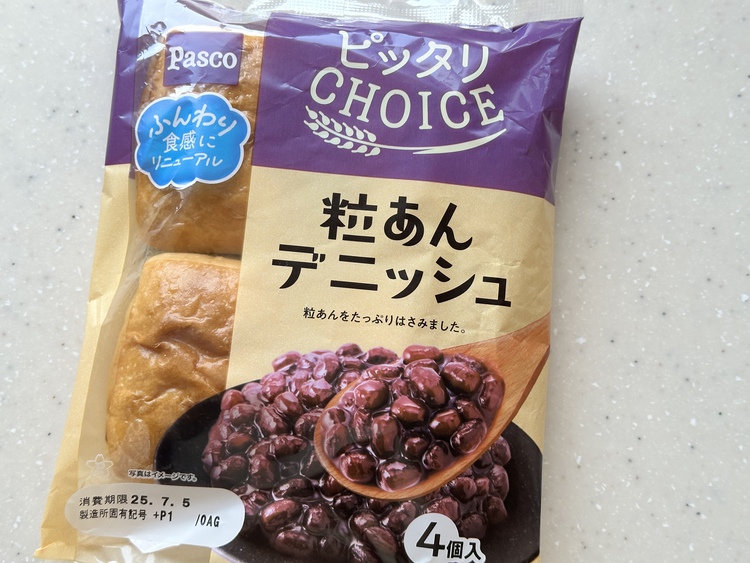 Pasco
ピッタリ
CHOICE
ふんわり
食感に
リニューアル
粒あん
デニッシュ
粒あんをたっぷりはさみました。
写真はイメージです。
消費期限 25.7.5
製造所固有記号 +P1 /OAG
4個入